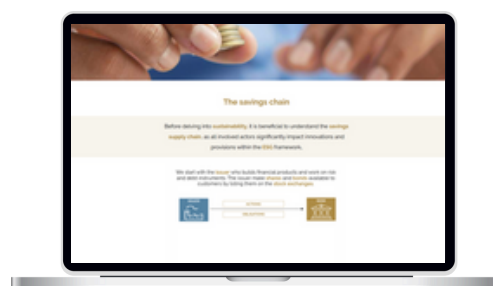 The savings chain
Before delving into sustainability, it is beneficial to understand the savings
supply chain, as all involved actors significantly impact innovations and
provisions within the ESG framework.
We start with the issuer who builds financial products and work on risk
and debt instruments. The issuer make shares and bonds available to
customers by listing them on the stock exchanges.